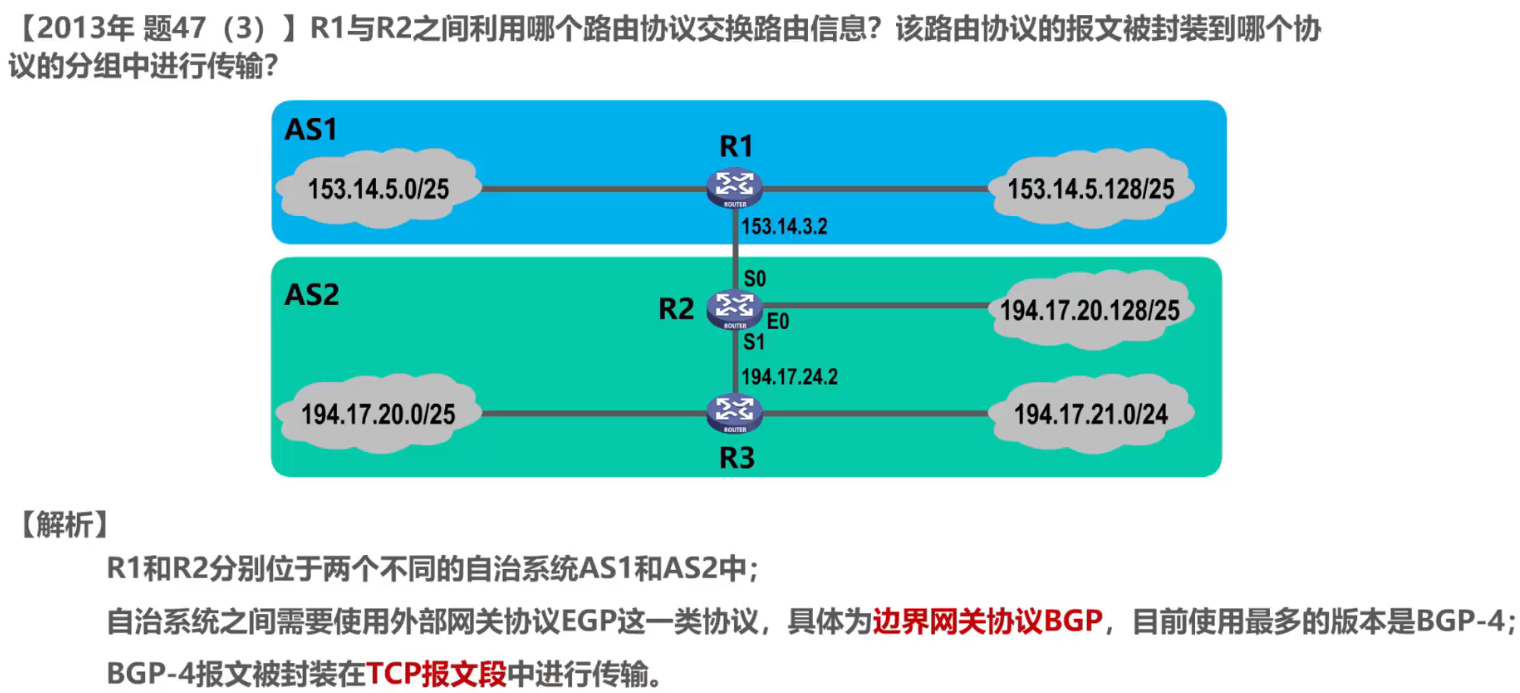 【2013年 题47（3）】R1与R2之间利用哪个路由协议交换路由信息？该路由协议的报文被封装到哪个协
议的分组中进行传输？
AS1
R1
153.14.5.0/25
ROUTER
153.14.5.128/25
153.14.3.2
AS2
S0
R2
ROUTER
E0
194.17.20.128/25
S1
194.17.24.2
194.17.20.0/25
ROUTER
194.17.21.0/24
R3
【解析】
R1和R2分别位于两个不同的自治系统AS1和AS2中；
自治系统之间需要使用外部网关协议EGP这一类协议，具体为边界网关协议BGP，目前使用最多的版本是BGP-4；
BGP-4报文被封装在TCP报文段中进行传输。